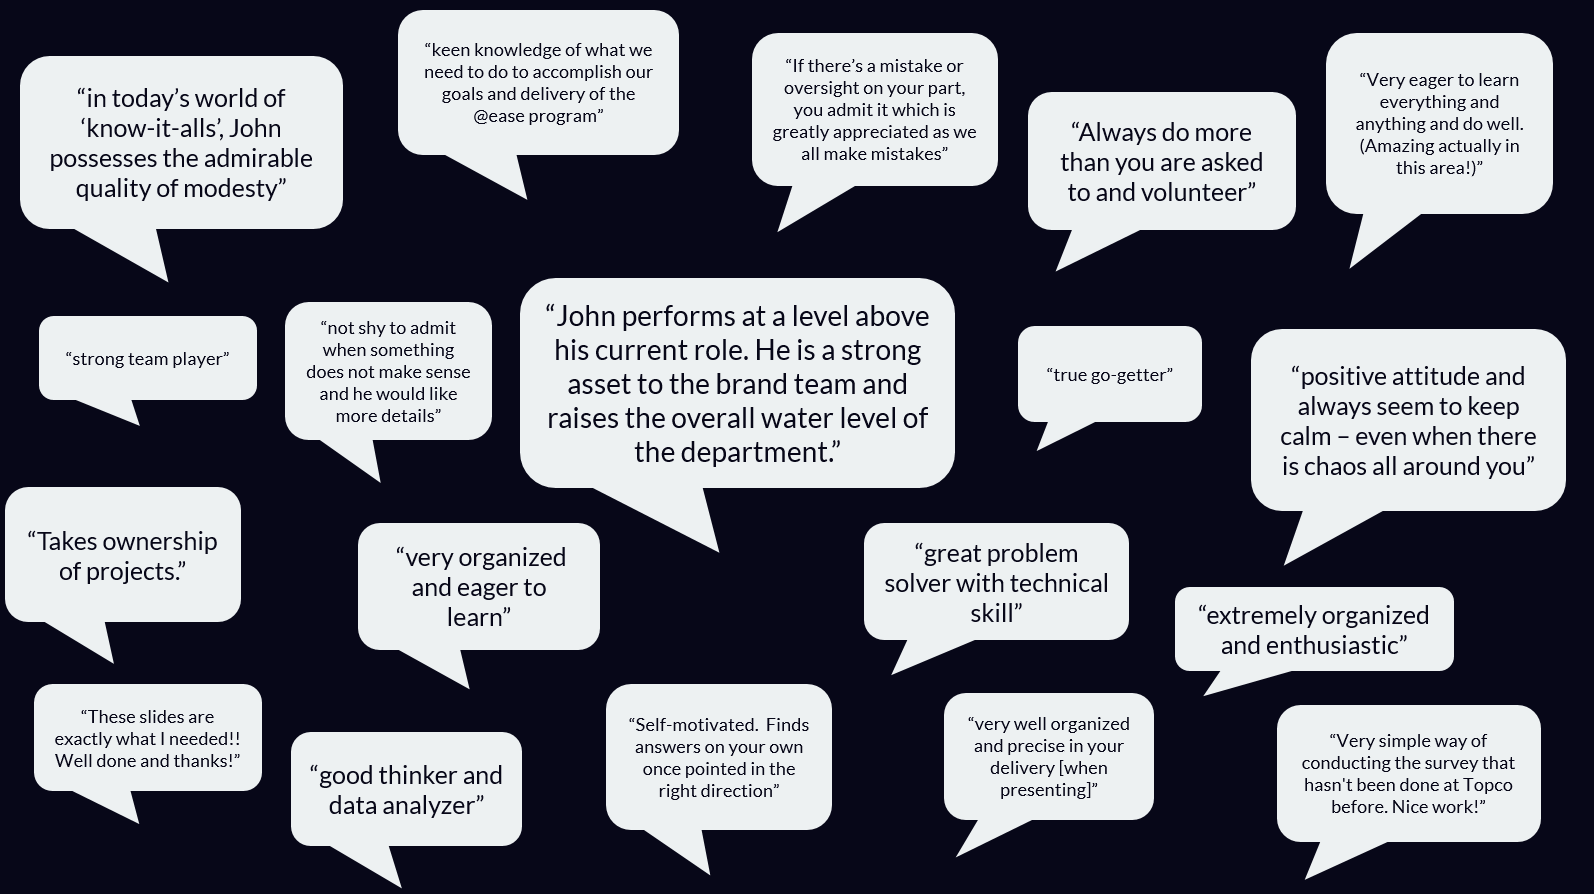 “in today’s world of
‘know-it-alls’, John
possesses the admirable
quality of modesty”
“keen knowledge of what we
need to do to accomplish our
goals and delivery of the
@ease program”
“If there’s a mistake or
oversight on your part,
you admit it which is
greatly appreciated as we
all make mistakes”
“Always do more
than you are asked
to and volunteer”
“Very eager to learn
everything and
anything and do well.
(Amazing actually in
this area!)”
“strong team player”
“not shy to admit
when something
does not make sense
and he would like
more details”
“John performs at a level above
his current role. He is a strong
asset to the brand team and
raises the overall water level of
the department.”
“true go-getter”
“positive attitude and
always seem to keep
calm – even when there
is chaos all around you”
“Takes ownership
of projects.”
“very organized
and eager to
learn”
“great problem
solver with technical
skill”
“extremely organized
and enthusiastic”
“These slides are
exactly what I needed!!
Well done and thanks!”
“good thinker and
data analyzer”
“Self-motivated.  Finds
answers on your own
once pointed in the
right direction”
“very well organized
and precise in your
delivery [when
presenting]”
“Very simple way of
conducting the survey that
hasn't been done at Topco
before. Nice work!”